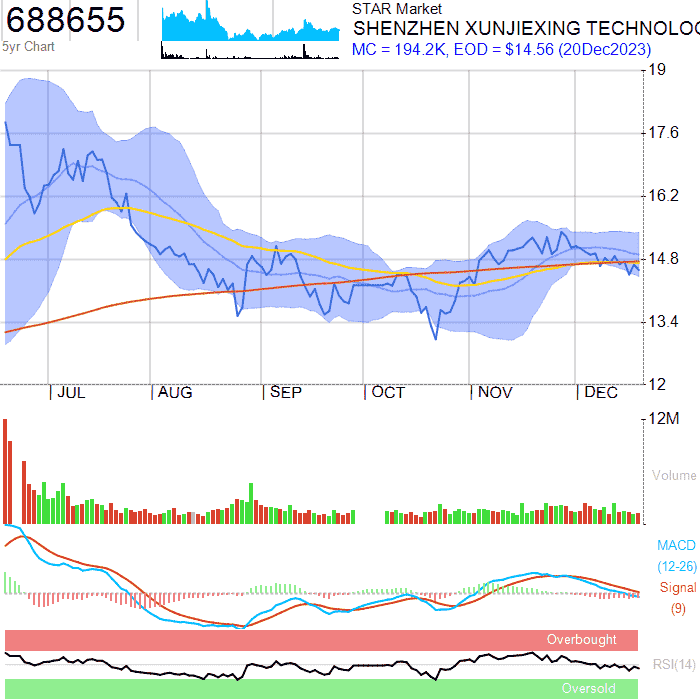 688655
5yr Chart
STAR Market
SHENZHEN XUNJIEXING TECHNOLOG
MC = 194.2K, EOD = $14.56 (20Dec2023)
19
17.6
16.2
14.8
13.4
12
JUL AUG SEP OCT NOV DEC
12M
Volume
MACD
(12-26)
Signal
(9)
Overbought
RSI(14)
Oversold